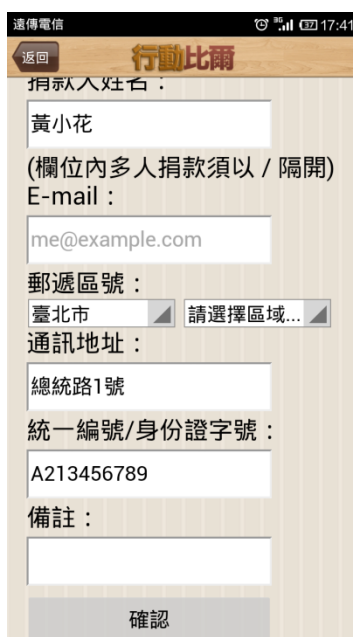 遠傳電信 3G 37 17:41
返回 行動比爾
捐款人姓名：
黃小花
(欄位內多人捐款須以 / 隔開)
E-mail：
me@example.com
郵遞區號：
臺北市 請選擇區域...
通訊地址：
總統路1號
統一編號/身份證字號：
A213456789
備註：
確認